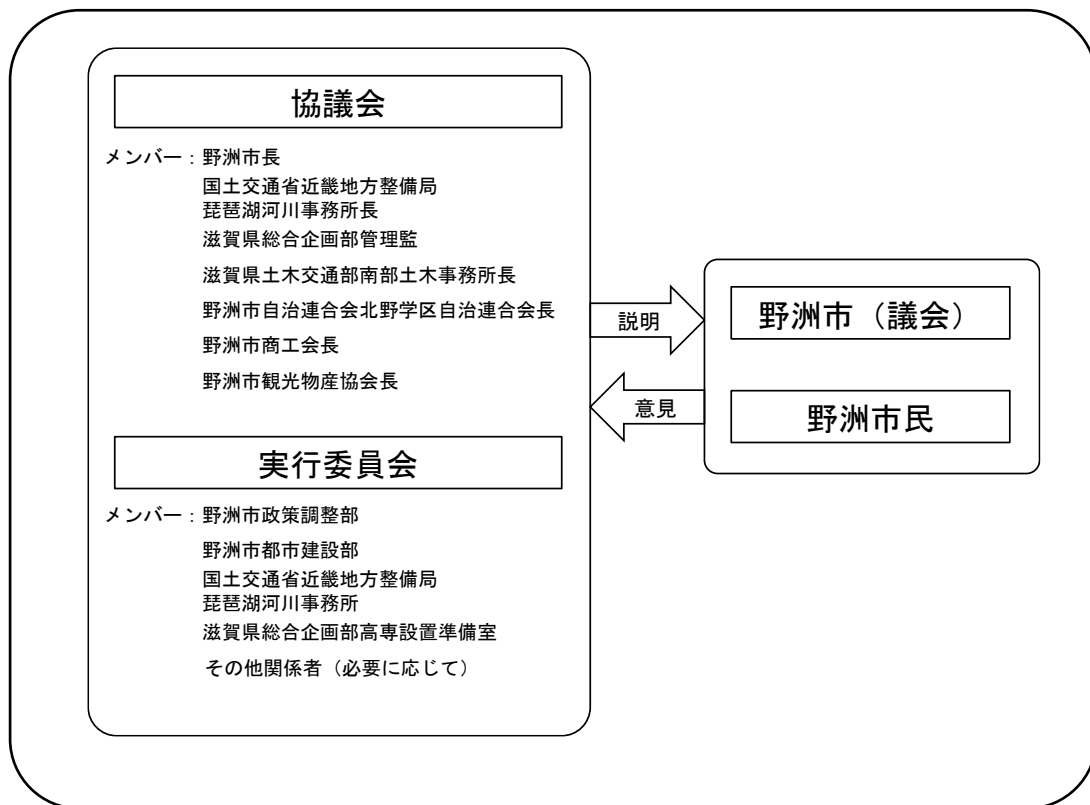 協議会
メンバー：野洲市長
国土交通省近畿地方整備局
琵琶湖河川事務所長
滋賀県総合企画部管理監
滋賀県土木交通部南部土木事務所長
野洲市自治連合会北野学区自治連合会長
野洲市商工会長
野洲市観光物産協会長
実行委員会
メンバー：野洲市政策調整部
野洲市都市建設部
国土交通省近畿地方整備局
琵琶湖河川事務所
滋賀県総合企画部高専設置準備室
その他関係者（必要に応じて）
説明
意見
野洲市（議会）
野洲市民